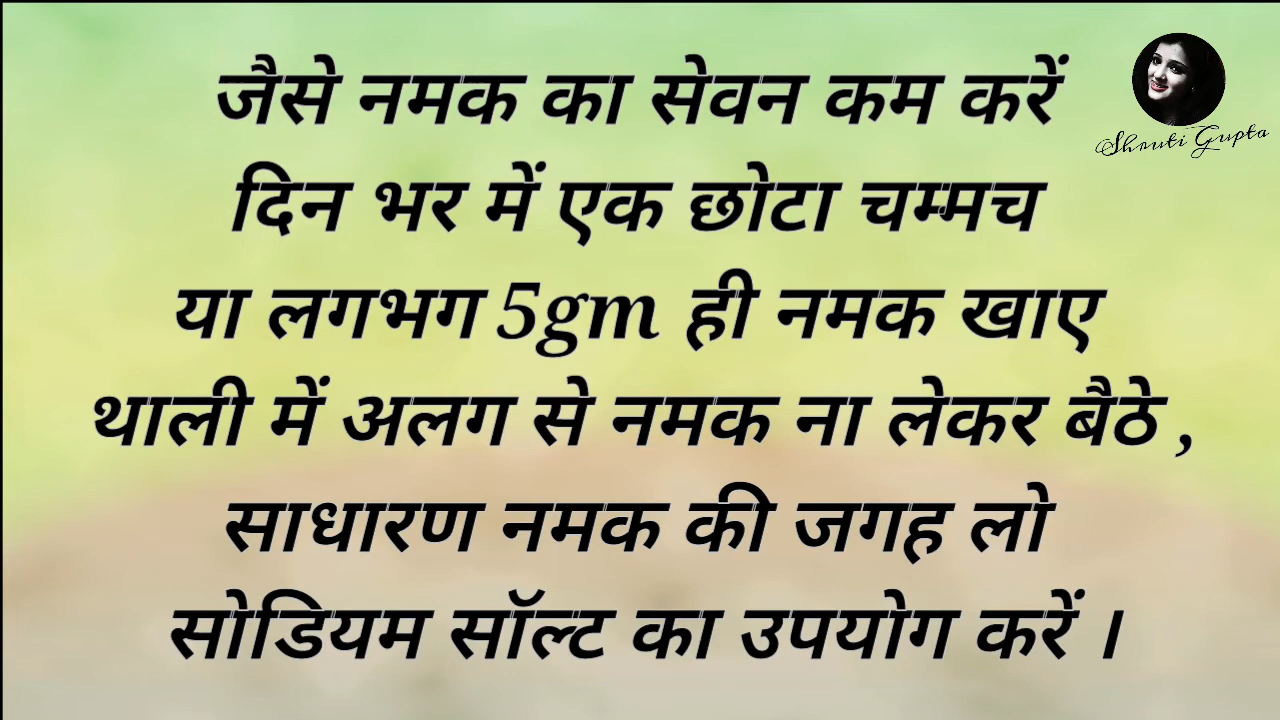 जैसे नमक का सेवन कम करें
दिन भर में एक छोटा चम्मच
या लगभग 5gm ही नमक खाए
थाली में अलग से नमक ना लेकर बैठे ,
साधारण नमक की जगह लो
सोडियम सॉल्ट का उपयोग करें ।
Shruti Gupta